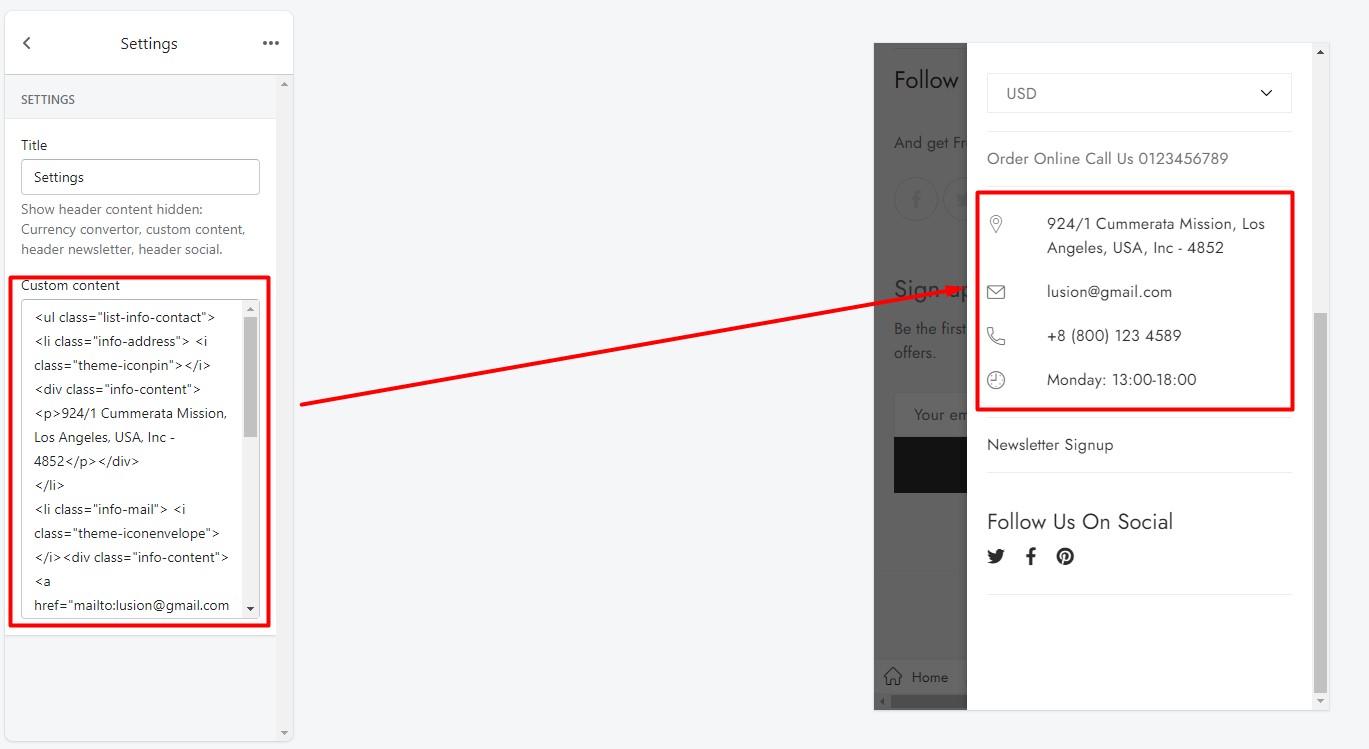 Settings
SETTINGS
Title
Settings
Show header content hidden:
Currency convertor, custom content,
header newsletter, header social.
Custom content
<ul class="list-info-contact">
<li class="info-address"> <i
class="theme-iconpin"></i>
<div class="info-content">
<p>924/1 Cummerata Mission,
Los Angeles, USA, Inc -
4852</p></div>
</li>
<li class="info-mail"> <i
class="theme-iconenvelope">
</i><div class="info-content">
<a
href="mailto:lusion@gmail.com
Follow
And get
Sign up
Be the first
offers.
Your
Home
USD
Order Online Call Us 0123456789
924/1 Cummerata Mission, Los
Angeles, USA, Inc - 4852
lusion@gmail.com
+8 (800) 123 4589
Monday: 13:00-18:00
Newsletter Signup
Follow Us On Social